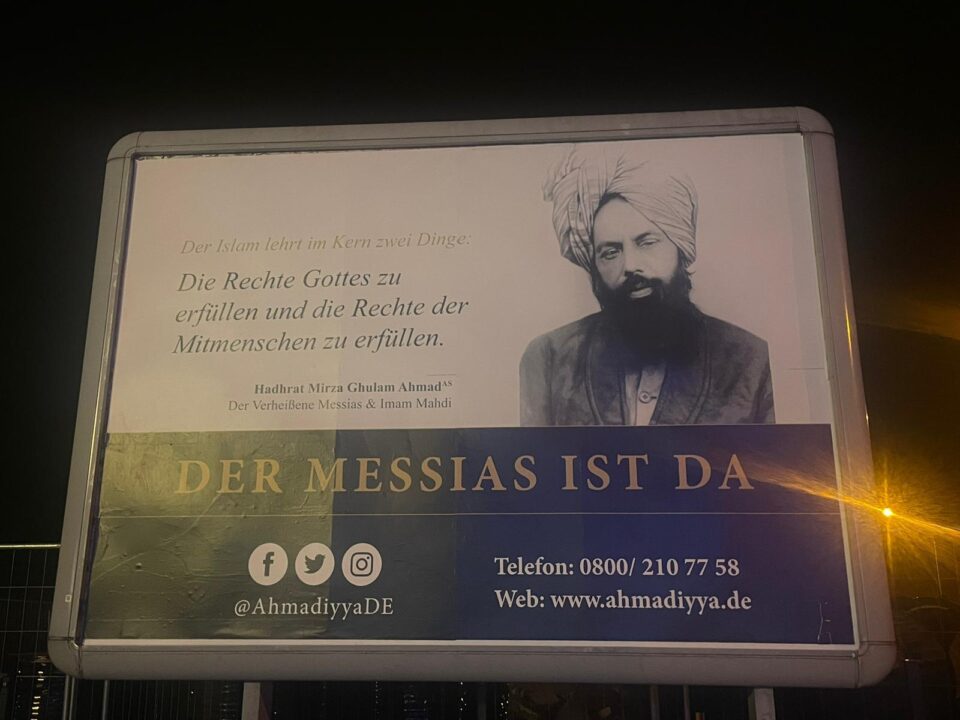 Der Islam lehrt im Kern zwei Dinge:
Die Rechte Gottes zu
erfüllen und die Rechte der
Mitmenschen zu erfüllen.
Hadhrat Mirza Ghulam Ahmadᴬˢ
Der Verheißene Messias & Imam Mahdi
DER MESSIAS IST DA
@AhmadiyyaDE
Telefon: 0800/ 210 77 58
Web: www.ahmadiyya.de